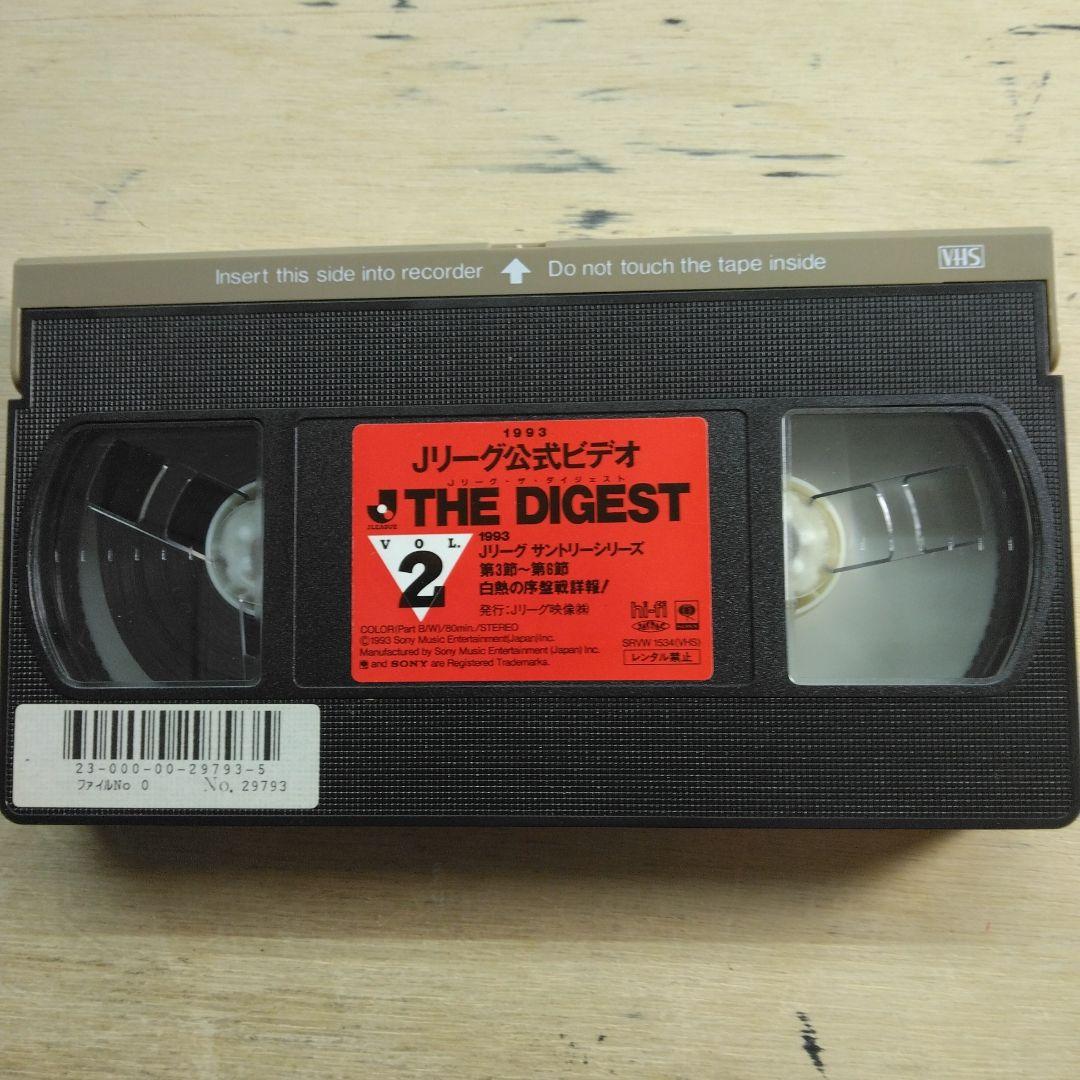 Insert this side into recorder Do not touch the tape inside VHS
1993
Jリーグ公式ビデオ
Jリーグ・ザ・ダイジェスト
J.LEAGUE THE DIGEST
VOL. 2
1993
Jリーグ サントリーシリーズ
第3節～第6節
白熱の序盤戦詳報!
発行:Jリーグ映像㈱
hi-fi
COLOR(Part B/W)/80min./STEREO
©1993 Sony Music Entertainment(Japan)Inc.
Manufactured by Sony Music Entertainment (Japan) Inc.
and SONY are Registered Trademarks.
SRVW 1534(VHS)
レンタル禁止
23-000-00-29793-5
ファイルNo 0 No. 29793